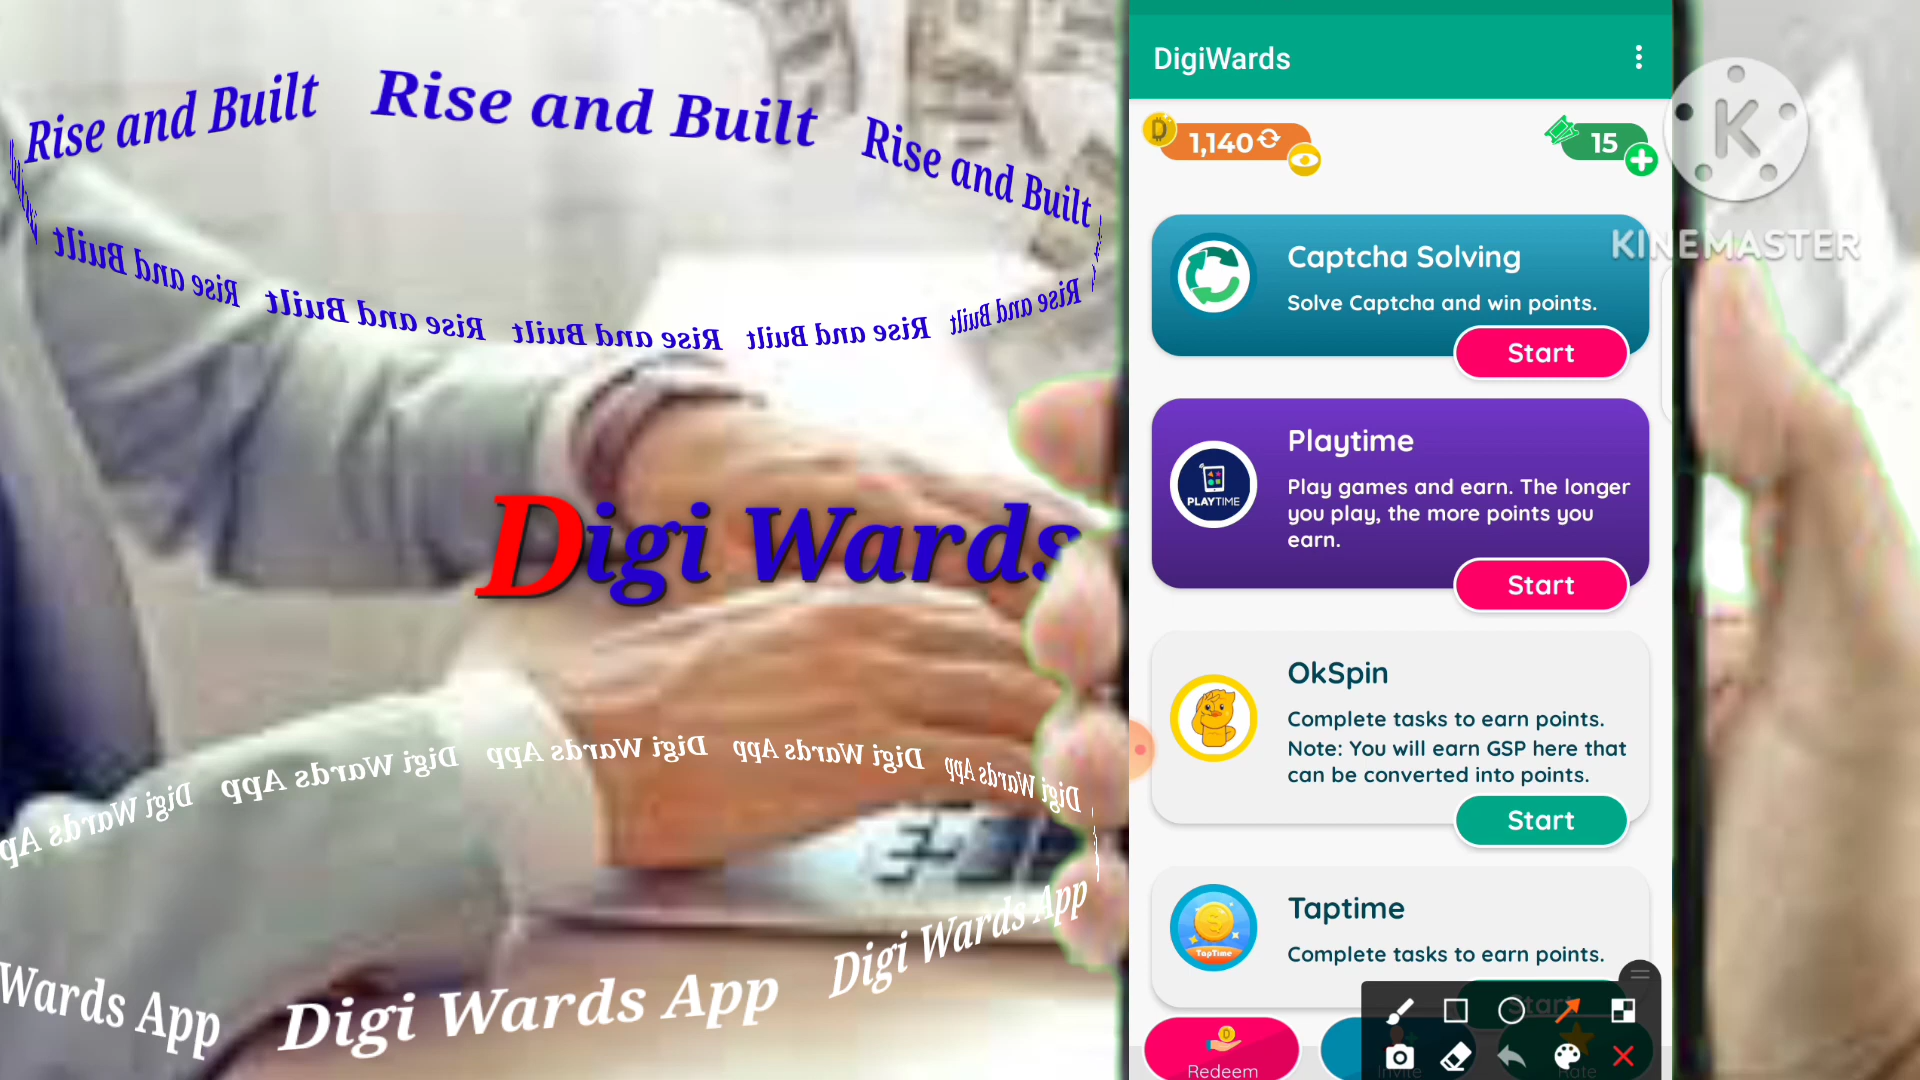 Rise and Built Rise and Built Rise and Built
Rise and Built Rise and Built Rise and Built Rise and Built Rise and Built
Digi Wards
Digi Wards App Digi Wards App Digi Wards App Digi Wards App
Wards App Digi Wards App Digi Wards App
DigiWards
1,140
15
KINEMASTER
Captcha Solving
Solve Captcha and win points.
Start
Playtime
PLAYTIME
Play games and earn. The longer
you play, the more points you
earn.
Start
OkSpin
Complete tasks to earn points.
Note: You will earn GSP here that
can be converted into points.
Start
Taptime
TapTime
Complete tasks to earn points.
Start
Redeem
Invite
Rate